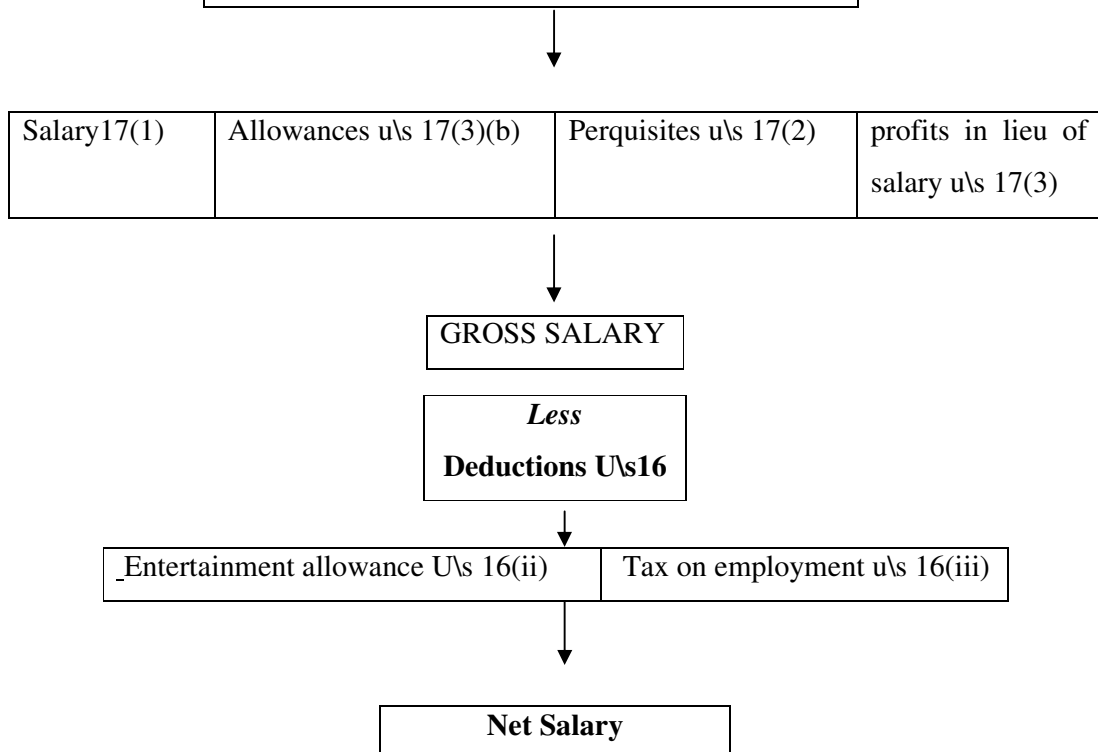 Salary17(1) Allowances u\s 17(3)(b) Perquisites u\s 17(2) profits in lieu of
salary u\s 17(3)
GROSS SALARY
Less
Deductions U\s16
Entertainment allowance U\s 16(ii) Tax on employment u\s 16(iii)
Net Salary